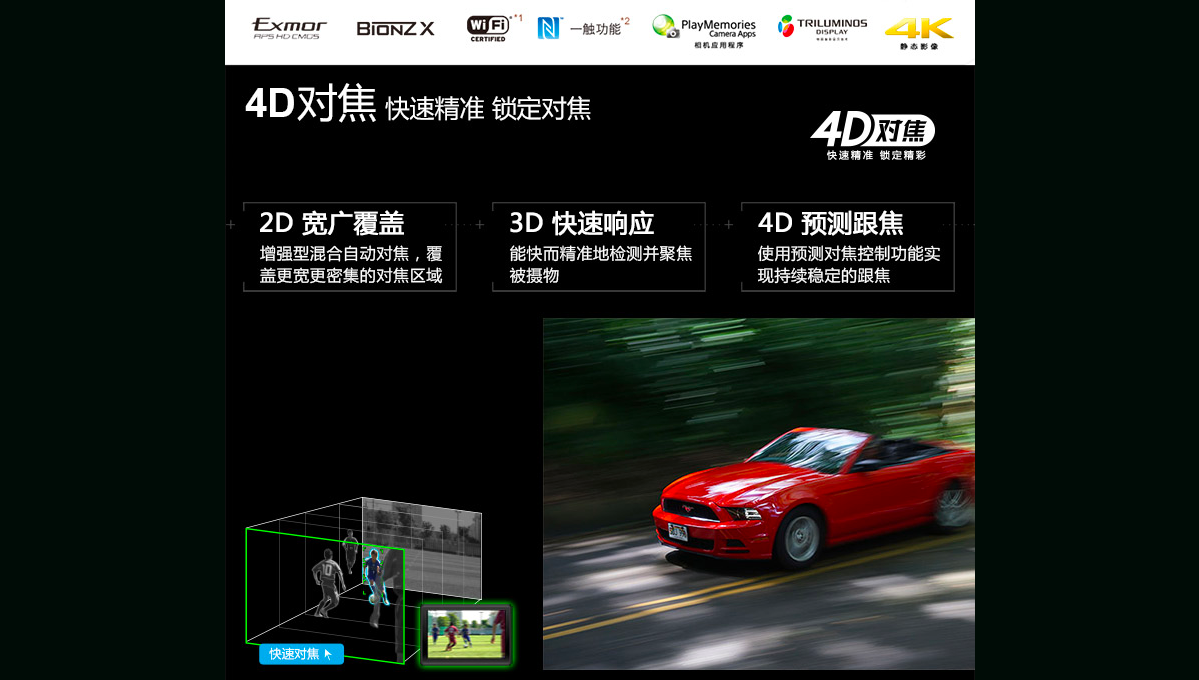 Exmor
APS HD CMOS
BIONZ X
Wi Fi *1
CERTIFIED
N 一触功能*2
PlayMemories
Camera Apps
相机应用程序
TRILUMINOS
DISPLAY
4K
静态影像
4D对焦 快速精准 锁定对焦
4D对焦
快速精准 锁定精彩
2D 宽广覆盖
增强型混合自动对焦，覆
盖更宽更密集的对焦区域
3D 快速响应
能快而精准地检测并聚焦
被摄物
4D 预测跟焦
使用预测对焦控制功能实
现持续稳定的跟焦
10
快速对焦